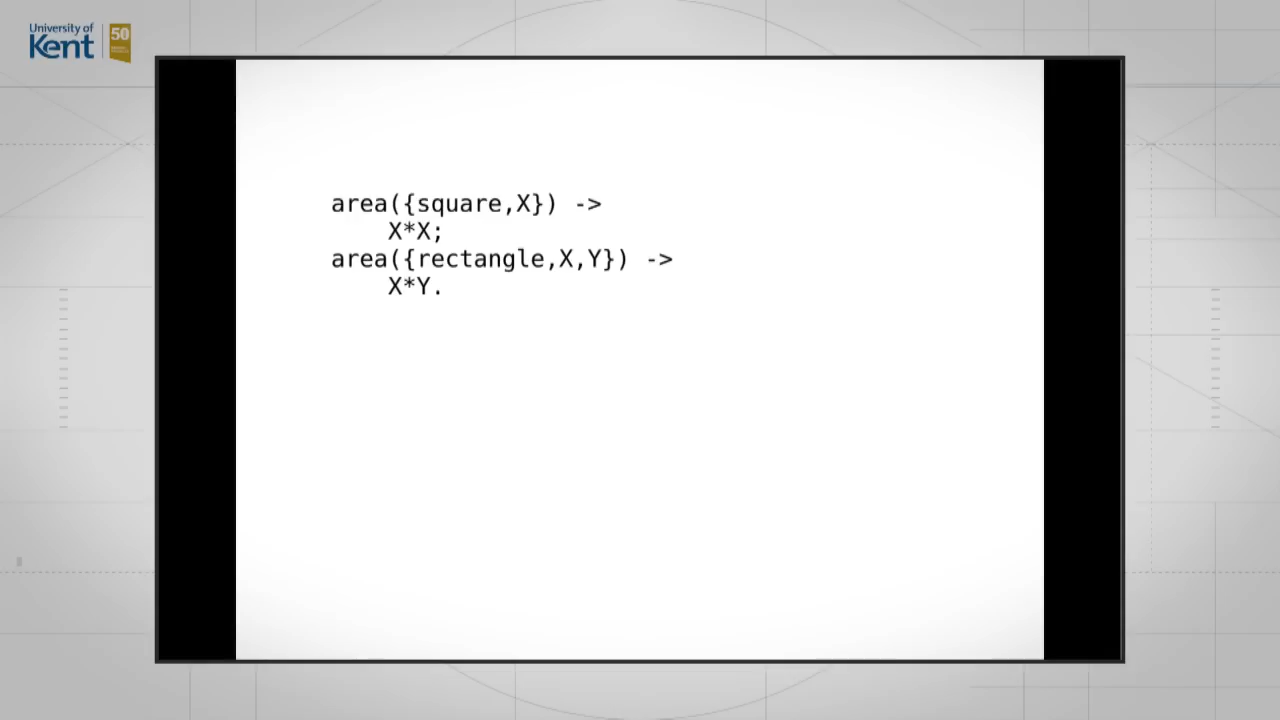 University of
Kent
50
area({square,X}) ->
    X*X;
area({rectangle,X,Y}) ->
    X*Y.